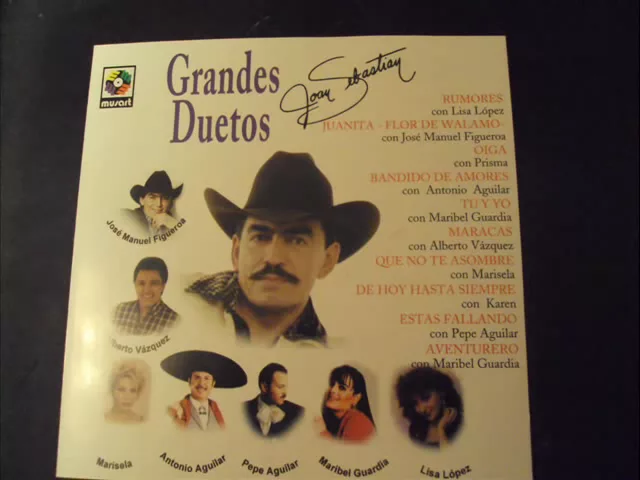 musart
Grandes
Duetos
Joan Sebastian
RUMORES
con Lisa López
JUANITA - FLOR DE WALAMO-
con José Manuel Figueroa
OIGA
con Prisma
BANDIDO DE AMORES
con Antonio Aguilar
TU Y YO
con Maribel Guardia
MARACAS
con Alberto Vázquez
QUE NO TE ASOMBRE
con Marisela
DE HOY HASTA SIEMPRE
con Karen
ESTAS FALLANDO
con Pepe Aguilar
AVENTURERO
con Maribel Guardia
José Manuel Figueroa
lberto Vázquez
Marisela
Antonio Aguilar
Pepe Aguilar
Maribel Guardia
Lisa López